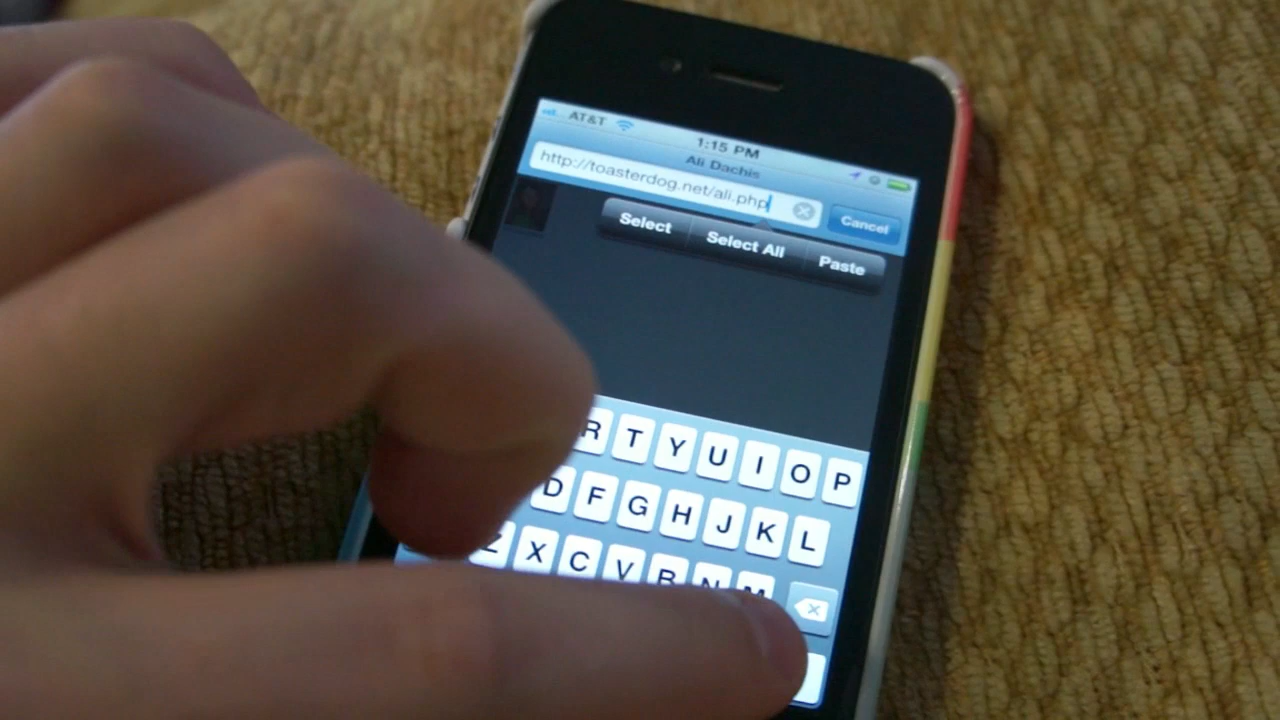 AT&T 1:15 PM
Ali Dachis
http://toasterdog.net/ali.php
Cancel
Select Select All Paste
R T Y U I O P
D F G H J K L
Z X C V B N M